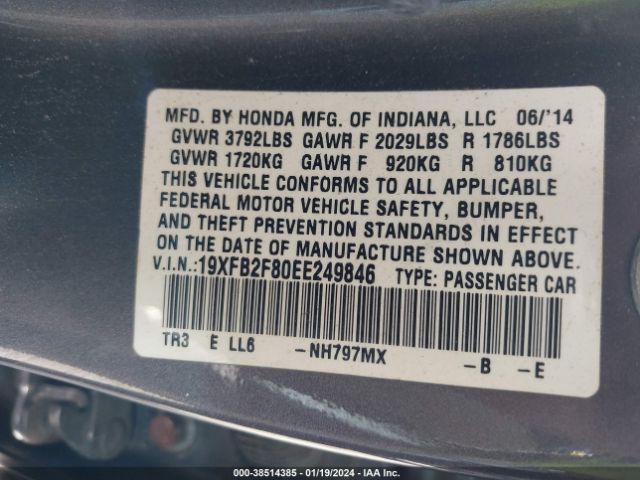 MFD. BY HONDA MFG. OF INDIANA, LLC 06/'14
GVWR 3792LBS GAWR F 2029LBS R 1786LBS
GVWR 1720KG GAWR F 920KG R 810KG
THIS VEHICLE CONFORMS TO ALL APPLICABLE
FEDERAL MOTOR VEHICLE SAFETY, BUMPER,
AND THEFT PREVENTION STANDARDS IN EFFECT
ON THE DATE OF MANUFACTURE SHOWN ABOVE.
V.I.N.:19XFB2F80EE249846 TYPE: PASSENGER CAR
TR3 E LL6 -NH797MX -B -E
000-38514385 - 01/19/2024 - IAA Inc.